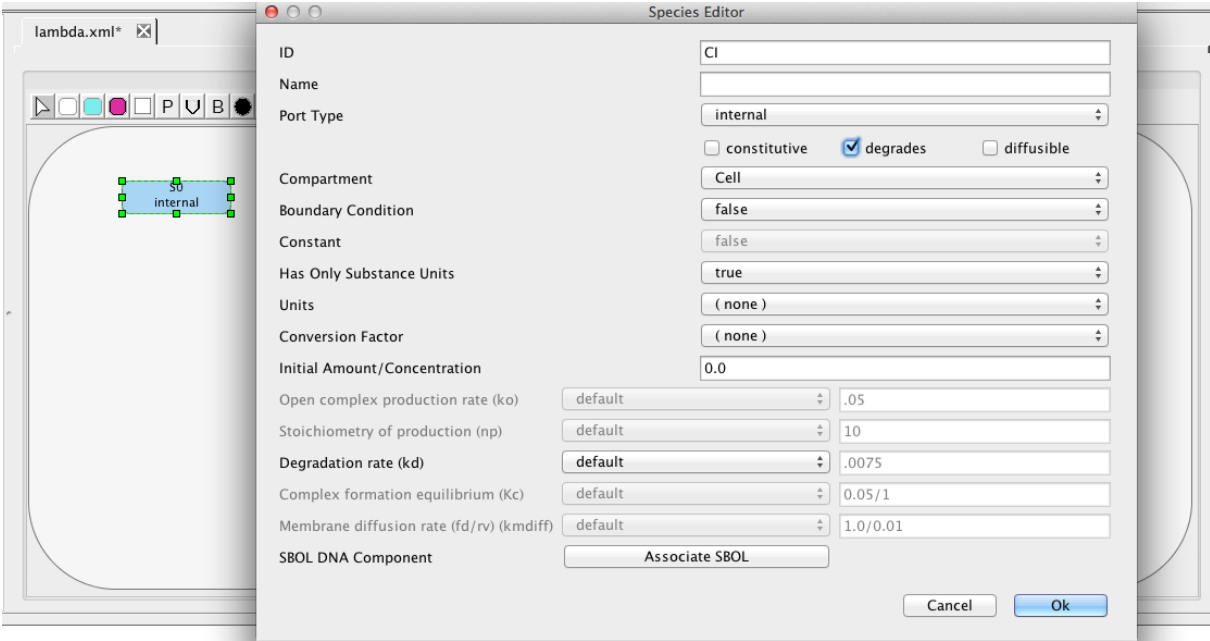 Species Editor
lambda.xml*
ID CI
Name
P V B
Port Type internal
constitutive degrades diffusible
S0
internal
Compartment Cell
Boundary Condition false
Constant false
Has Only Substance Units true
Units ( none )
Conversion Factor ( none )
Initial Amount/Concentration 0.0
Open complex production rate (ko) default .05
Stoichiometry of production (np) default 10
Degradation rate (kd) default .0075
Complex formation equilibrium (Kc) default 0.05/1
Membrane diffusion rate (fd/rv) (kmdiff) default 1.0/0.01
SBOL DNA Component Associate SBOL
Cancel Ok